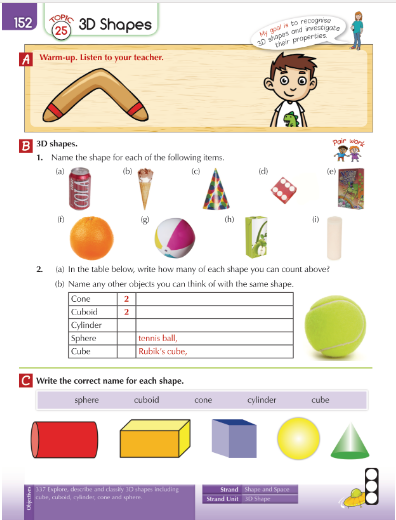 152
TOPIC
25
3D Shapes
My goal is to recognise
3D shapes and investigate
their properties.
A Warm-up. Listen to your teacher.
B 3D shapes.
Pair work
1. Name the shape for each of the following items.
(a) (b) (c) (d) (e)
COLA
(f) (g) (h) (i)
2. (a) In the table below, write how many of each shape you can count above?
(b) Name any other objects you can think of with the same shape.
Cone 2
Cuboid 2
Cylinder
Sphere tennis ball,
Cube Rubik's cube,
C Write the correct name for each shape.
sphere cuboid cone cylinder cube
Objectives
337 Explore, describe and classify 3D shapes including
cube, cuboid, cylinder, cone and sphere
Strand Shape and Space
Strand Unit 3D Shape